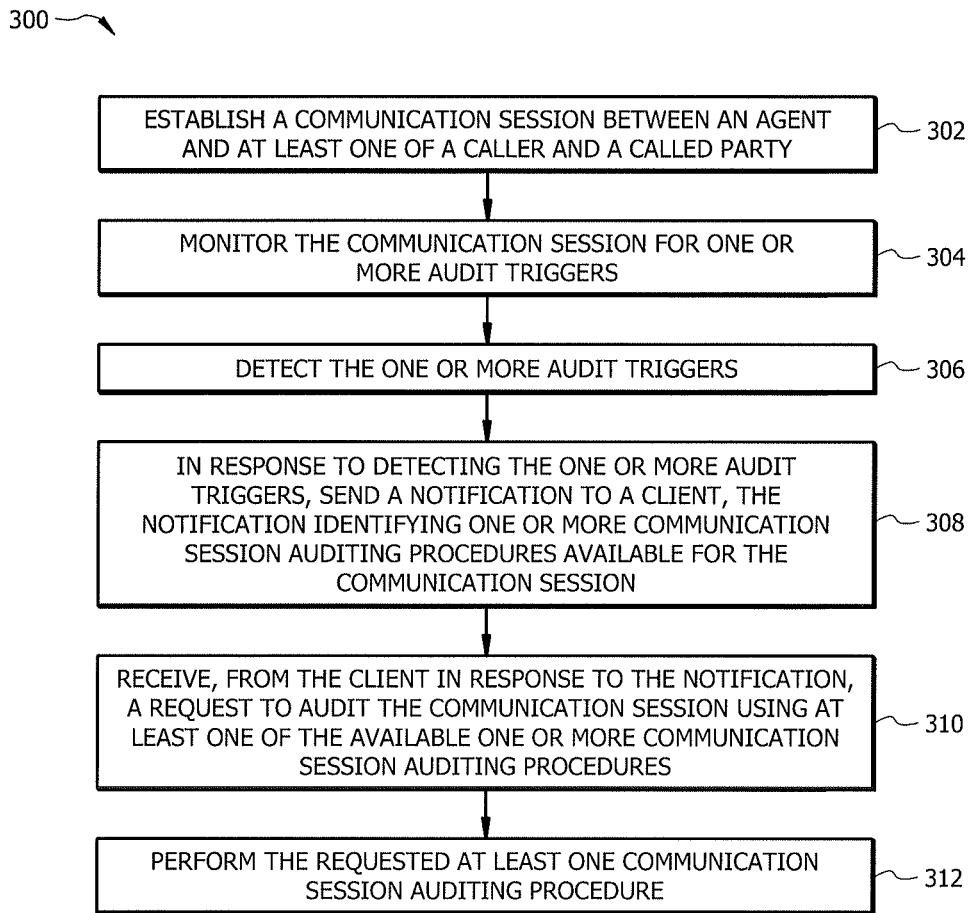 300
ESTABLISH A COMMUNICATION SESSION BETWEEN AN AGENT
AND AT LEAST ONE OF A CALLER AND A CALLED PARTY
302
MONITOR THE COMMUNICATION SESSION FOR ONE OR
MORE AUDIT TRIGGERS
304
DETECT THE ONE OR MORE AUDIT TRIGGERS
306
IN RESPONSE TO DETECTING THE ONE OR MORE AUDIT
TRIGGERS, SEND A NOTIFICATION TO A CLIENT, THE
NOTIFICATION IDENTIFYING ONE OR MORE COMMUNICATION
SESSION AUDITING PROCEDURES AVAILABLE FOR THE
COMMUNICATION SESSION
308
RECEIVE, FROM THE CLIENT IN RESPONSE TO THE NOTIFICATION,
A REQUEST TO AUDIT THE COMMUNICATION SESSION USING AT
LEAST ONE OF THE AVAILABLE ONE OR MORE COMMUNICATION
SESSION AUDITING PROCEDURES
310
PERFORM THE REQUESTED AT LEAST ONE COMMUNICATION
SESSION AUDITING PROCEDURE
312